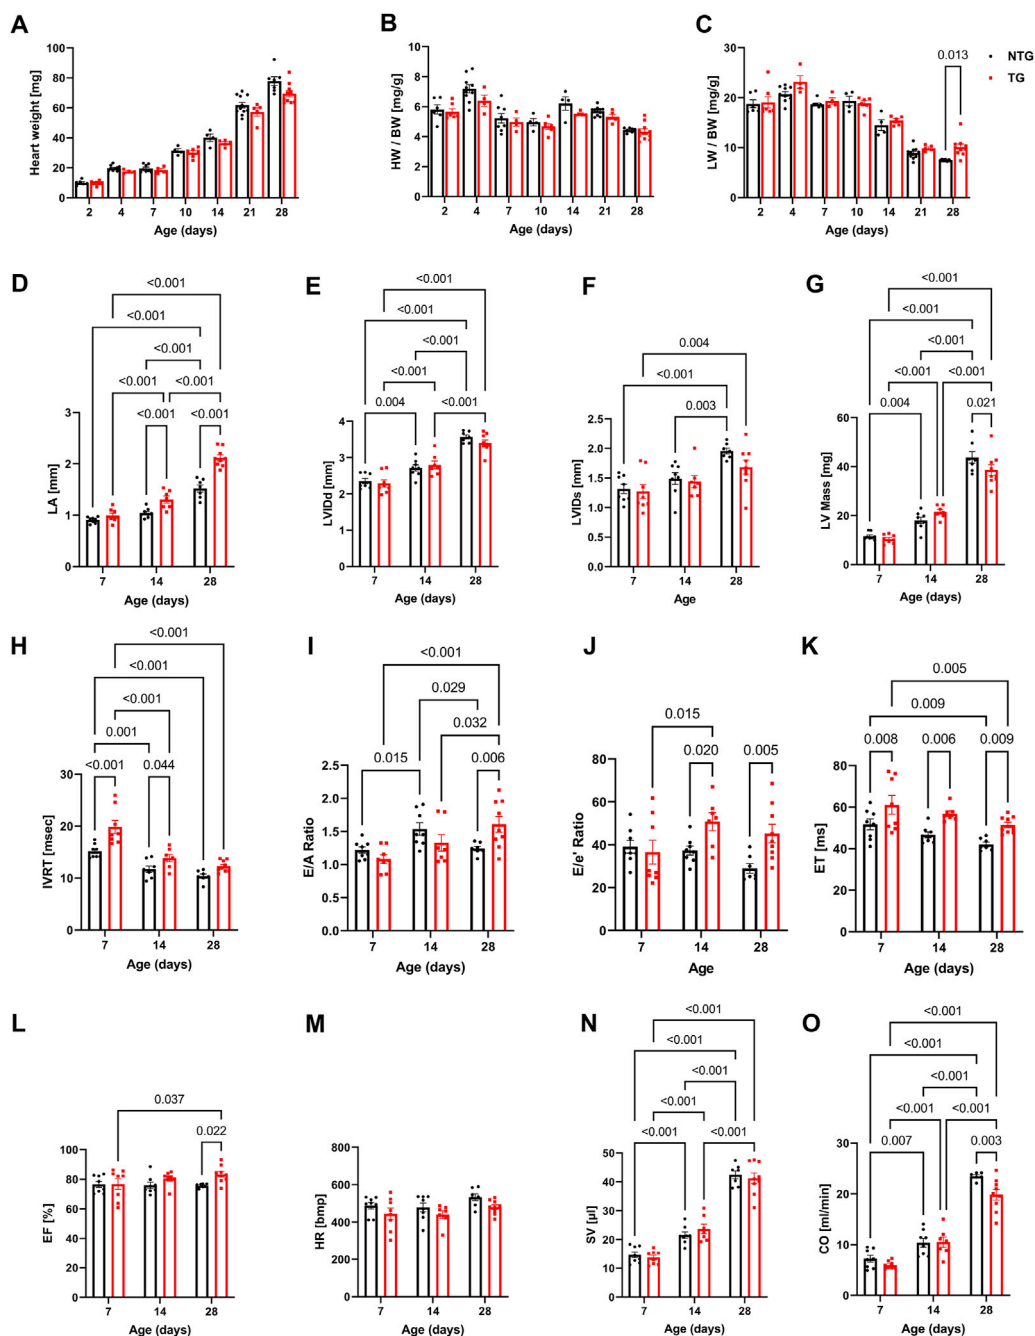 A
Heart weight [mg]
100
80
60
40
20
0
2 4 7 10 14 21 28
Age (days)
B
HW / BW [mg/g]
10
8
6
4
2
0
2 4 7 10 14 21 28
Age (days)
C
LW / BW [mg/g]
30
20
10
0
0.013
2 4 7 10 14 21 28
Age (days)
NTG
TG
D
<0.001
<0.001
<0.001
<0.001 <0.001
<0.001 <0.001
LA [mm]
3
2
1
0
7 14 28
Age (days)
E
<0.001
<0.001
<0.001
<0.001
0.004 <0.001
LVIDd [mm]
4
3
2
1
0
7 14 28
Age (days)
F
0.004
<0.001
0.003
LVIDs [mm]
2.5
2.0
1.5
1.0
0.5
0.0
7 14 28
Age
G
<0.001
<0.001
<0.001
<0.001 <0.001
0.004 0.021
LV Mass [mg]
60
40
20
0
7 14 28
Age (days)
H
<0.001
<0.001
<0.001
0.001
<0.001 0.044
IVRT [msec]
30
20
10
0
7 14 28
Age (days)
I
<0.001
0.029
0.032
0.015 0.006
E/A Ratio
2.0
1.5
1.0
0.5
0.0
7 14 28
Age (days)
J
0.015
0.020 0.005
E/e' Ratio
80
60
40
20
0
7 14 28
Age
K
0.005
0.009
0.008 0.006 0.009
ET [ms]
80
60
40
20
0
7 14 28
Age (days)
L
0.037
0.022
EF [%]
100
80
60
40
20
0
7 14 28
Age (days)
M
HR [bmp]
800
600
400
200
0
7 14 28
Age (days)
N
<0.001
<0.001
<0.001
<0.001
<0.001 <0.001
SV [µl]
60
40
20
0
7 14 28
Age (days)
O
<0.001
<0.001
<0.001
<0.001 <0.001
0.007 0.003
CO [ml/min]
30
20
10
0
7 14 28
Age (days)